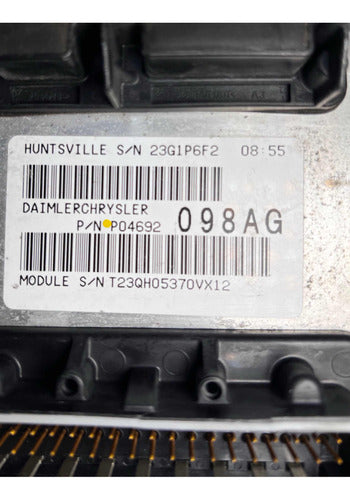 HUNTSVILLE S/N 23G1P6F2 08:55
DAIMLERCHRYSLER
P/N P04692 098AG
MODULE S/N T23QH05370VX12